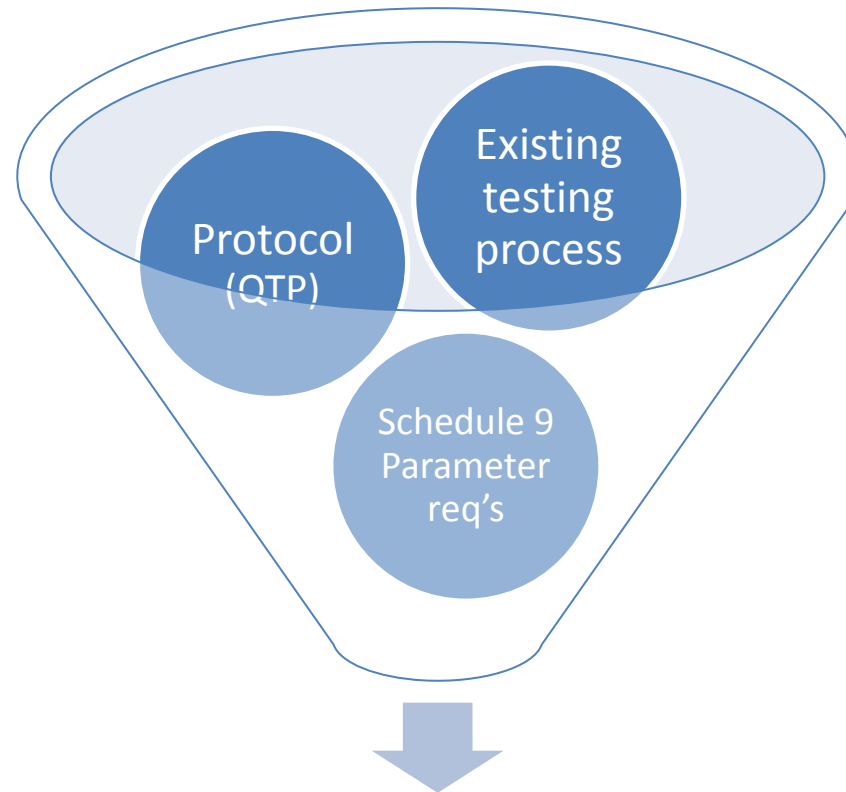 Existing
testing
process
Protocol
(QTP)
Schedule 9
Parameter
req's